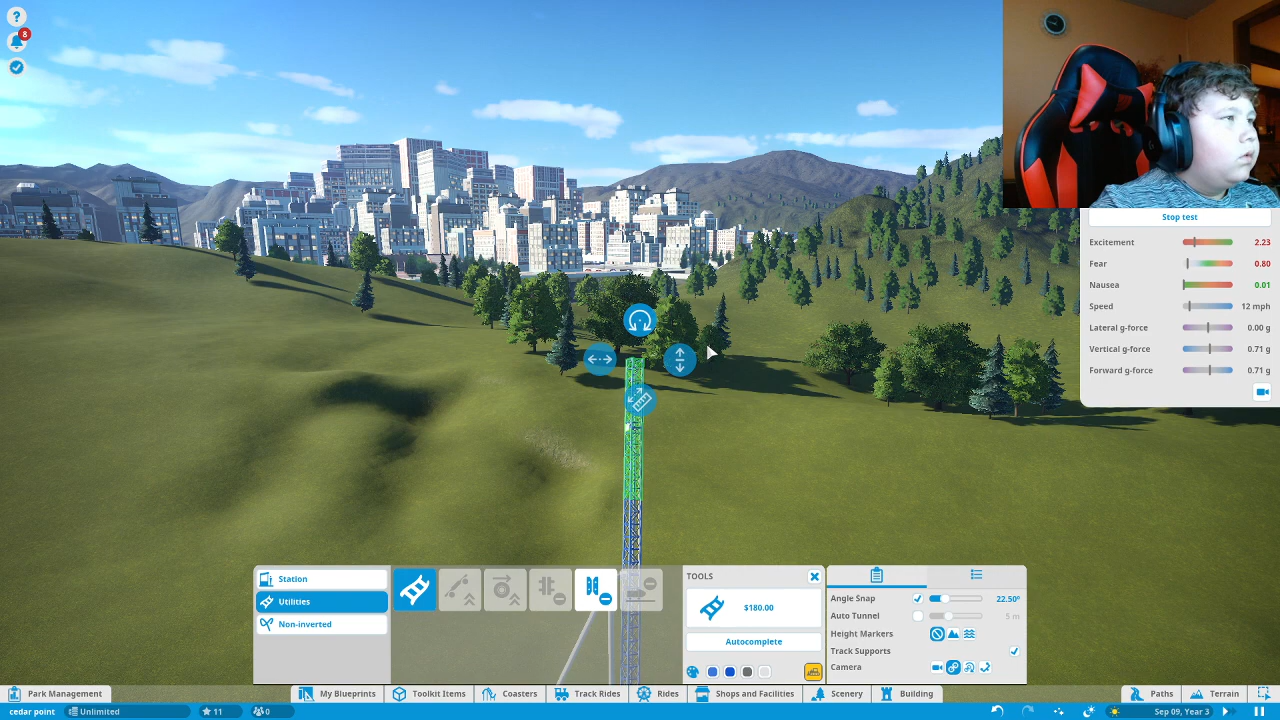 ?
8
Stop test
Excitement 2.23
Fear 0.80
Nausea 0.01
Speed 12 mph
Lateral g-force 0.00 g
Vertical g-force 0.71 g
Forward g-force 0.71 g
Station
Utilities
Non-inverted
TOOLS
$180.00
Autocomplete
Angle Snap 22.50°
Auto Tunnel 5 m
Height Markers
Track Supports
Camera
Park Management
My Blueprints
Toolkit Items
Coasters
Track Rides
Rides
Shops and Facilities
Scenery
Building
Paths
Terrain
cedar point
Unlimited
11
0
Sep 09, Year 3